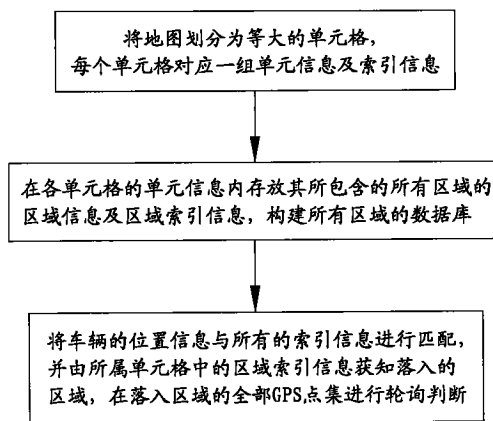 将地图划分为等大的单元格，
每个单元格对应一组单元信息及索引信息
在各单元格的单元信息内存放其所包含的所有区域的
区域信息及区域索引信息，构建所有区域的数据库
将车辆的位置信息与所有的索引信息进行匹配，
并由所属单元格中的区域索引信息获知落入的
区域，在落入区域的全部GPS点集进行轮询判断